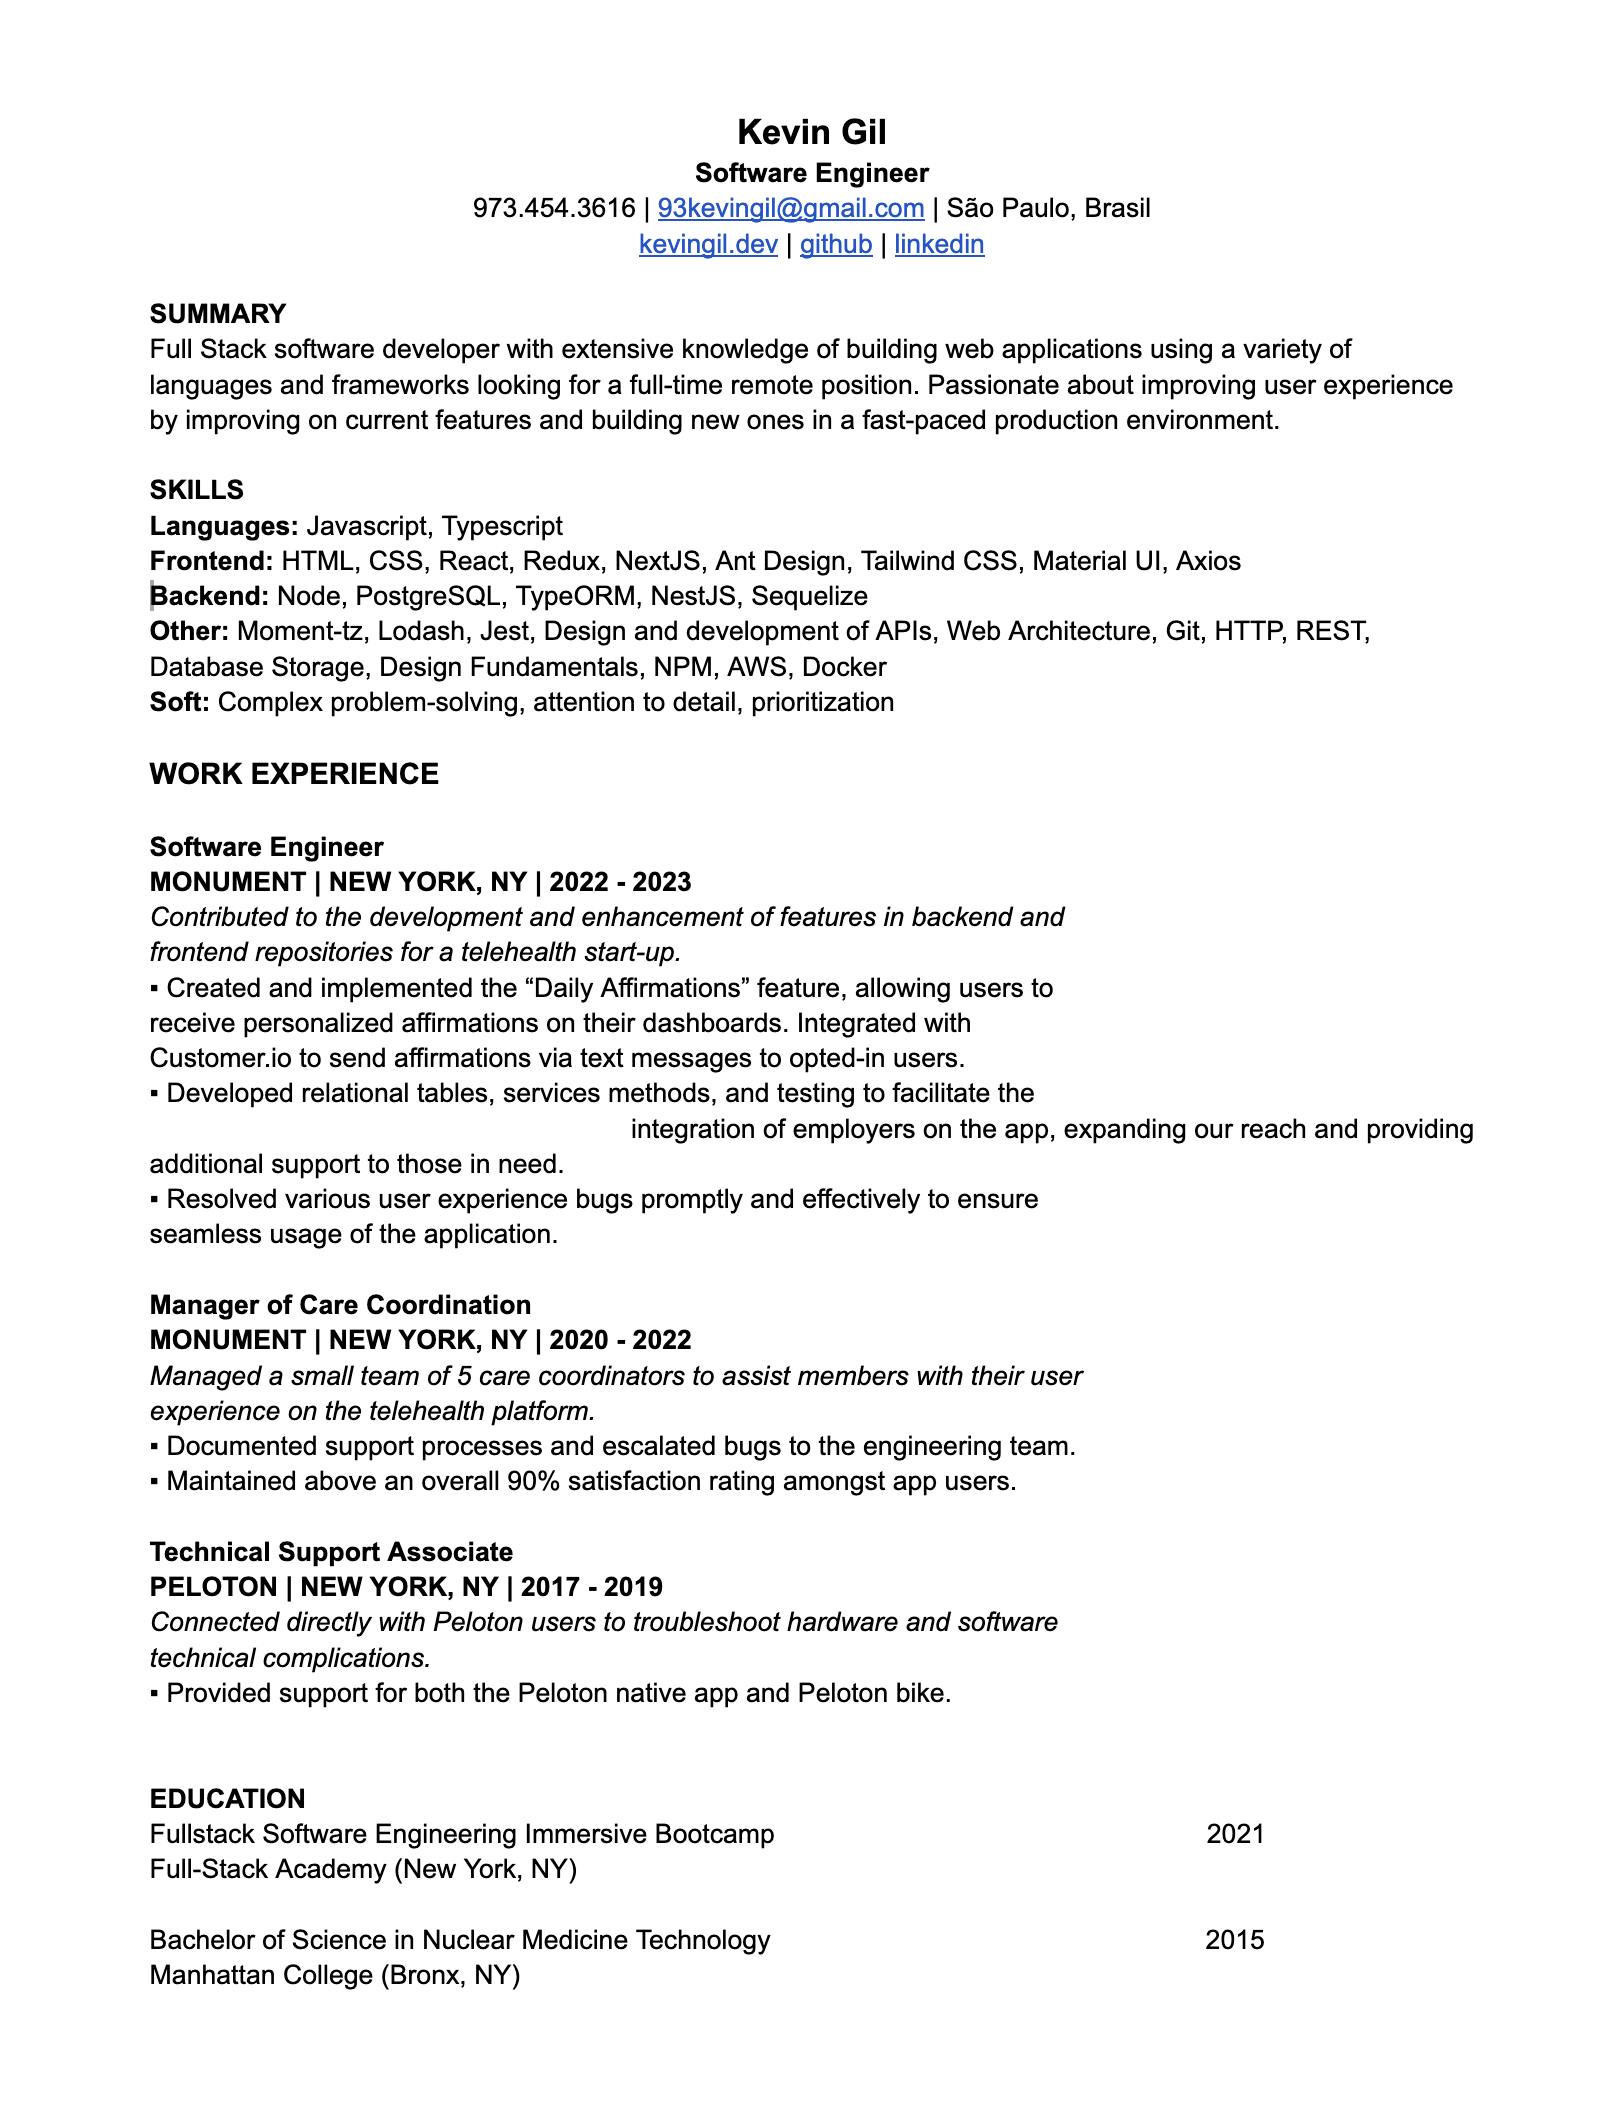 Kevin Gil
Software Engineer
973.454.3616 | 93kevingil@gmail.com | São Paulo, Brasil
kevingil.dev | github | linkedin
SUMMARY
Full Stack software developer with extensive knowledge of building web applications using a variety of
languages and frameworks looking for a full-time remote position. Passionate about improving user experience
by improving on current features and building new ones in a fast-paced production environment.
SKILLS
Languages: Javascript, Typescript
Frontend: HTML, CSS, React, Redux, NextJS, Ant Design, Tailwind CSS, Material UI, Axios
Backend: Node, PostgreSQL, TypeORM, NestJS, Sequelize
Other: Moment-tz, Lodash, Jest, Design and development of APIs, Web Architecture, Git, HTTP, REST,
Database Storage, Design Fundamentals, NPM, AWS, Docker
Soft: Complex problem-solving, attention to detail, prioritization
WORK EXPERIENCE
Software Engineer
MONUMENT | NEW YORK, NY | 2022 - 2023
Contributed to the development and enhancement of features in backend and
frontend repositories for a telehealth start-up.
▪ Created and implemented the “Daily Affirmations” feature, allowing users to
receive personalized affirmations on their dashboards. Integrated with
Customer.io to send affirmations via text messages to opted-in users.
▪ Developed relational tables, services methods, and testing to facilitate the
integration of employers on the app, expanding our reach and providing
additional support to those in need.
▪ Resolved various user experience bugs promptly and effectively to ensure
seamless usage of the application.
Manager of Care Coordination
MONUMENT | NEW YORK, NY | 2020 - 2022
Managed a small team of 5 care coordinators to assist members with their user
experience on the telehealth platform.
▪ Documented support processes and escalated bugs to the engineering team.
▪ Maintained above an overall 90% satisfaction rating amongst app users.
Technical Support Associate
PELOTON | NEW YORK, NY | 2017 - 2019
Connected directly with Peloton users to troubleshoot hardware and software
technical complications.
▪ Provided support for both the Peloton native app and Peloton bike.
EDUCATION
Fullstack Software Engineering Immersive Bootcamp 2021
Full-Stack Academy (New York, NY)
Bachelor of Science in Nuclear Medicine Technology 2015
Manhattan College (Bronx, NY)